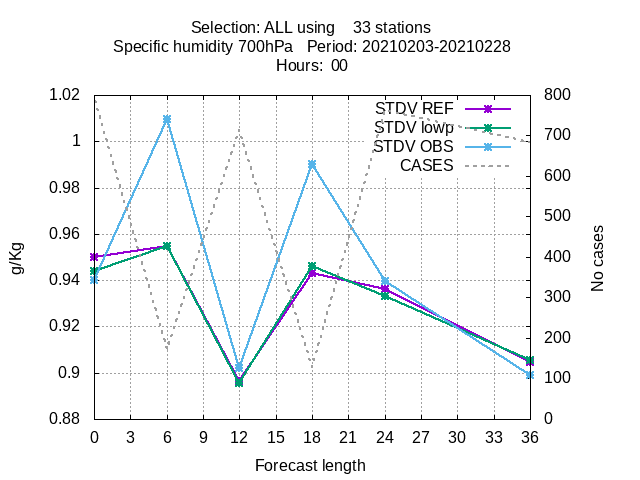 Selection: ALL using    33 stations
Specific humidity 700hPa   Period: 20210203-20210228
Hours:  00
1.02
1
0.98
0.96
0.94
0.92
0.9
0.88
g/Kg
STDV REF
STDV lowp
STDV OBS
CASES
800
700
600
500
400
300
200
100
0
No cases
0 3 6 9 12 15 18 21 24 27 30 33 36
Forecast length